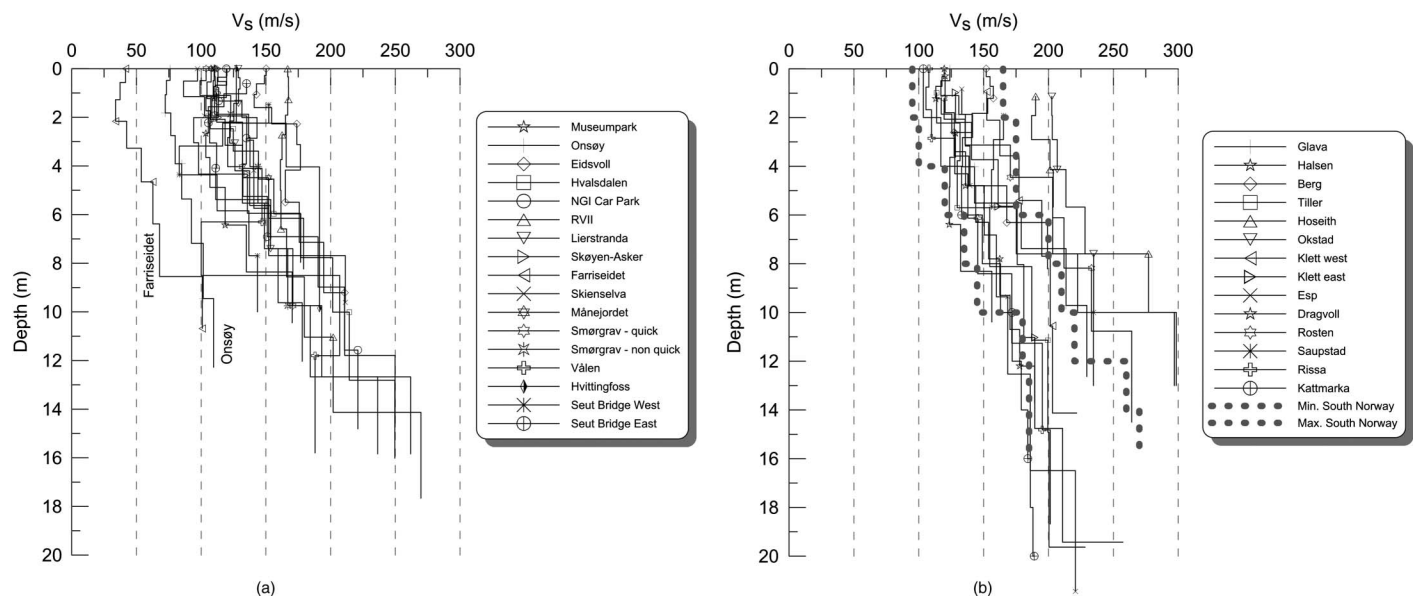 Vs (m/s)
0 50 100 150 200 250 300
0
2
4
6
8
10
12
14
16
18
20
Depth (m)
Farriseidet
Onsøy
Museumpark
Onsøy
Eidsvoll
Hvalsdalen
NGI Car Park
RVII
Lierstranda
Skøyen-Asker
Farriseidet
Skienselva
Månejordet
Smørgrav - quick
Smørgrav - non quick
Vålen
Hvittingfoss
Seut Bridge West
Seut Bridge East
(a)
Vs (m/s)
0 50 100 150 200 250 300
0
2
4
6
8
10
12
14
16
18
20
Depth (m)
Glava
Halsen
Berg
Tiller
Hoseith
Okstad
Klett west
Klett east
Esp
Dragvoll
Rosten
Saupstad
Rissa
Kattmarka
Min. South Norway
Max. South Norway
(b)